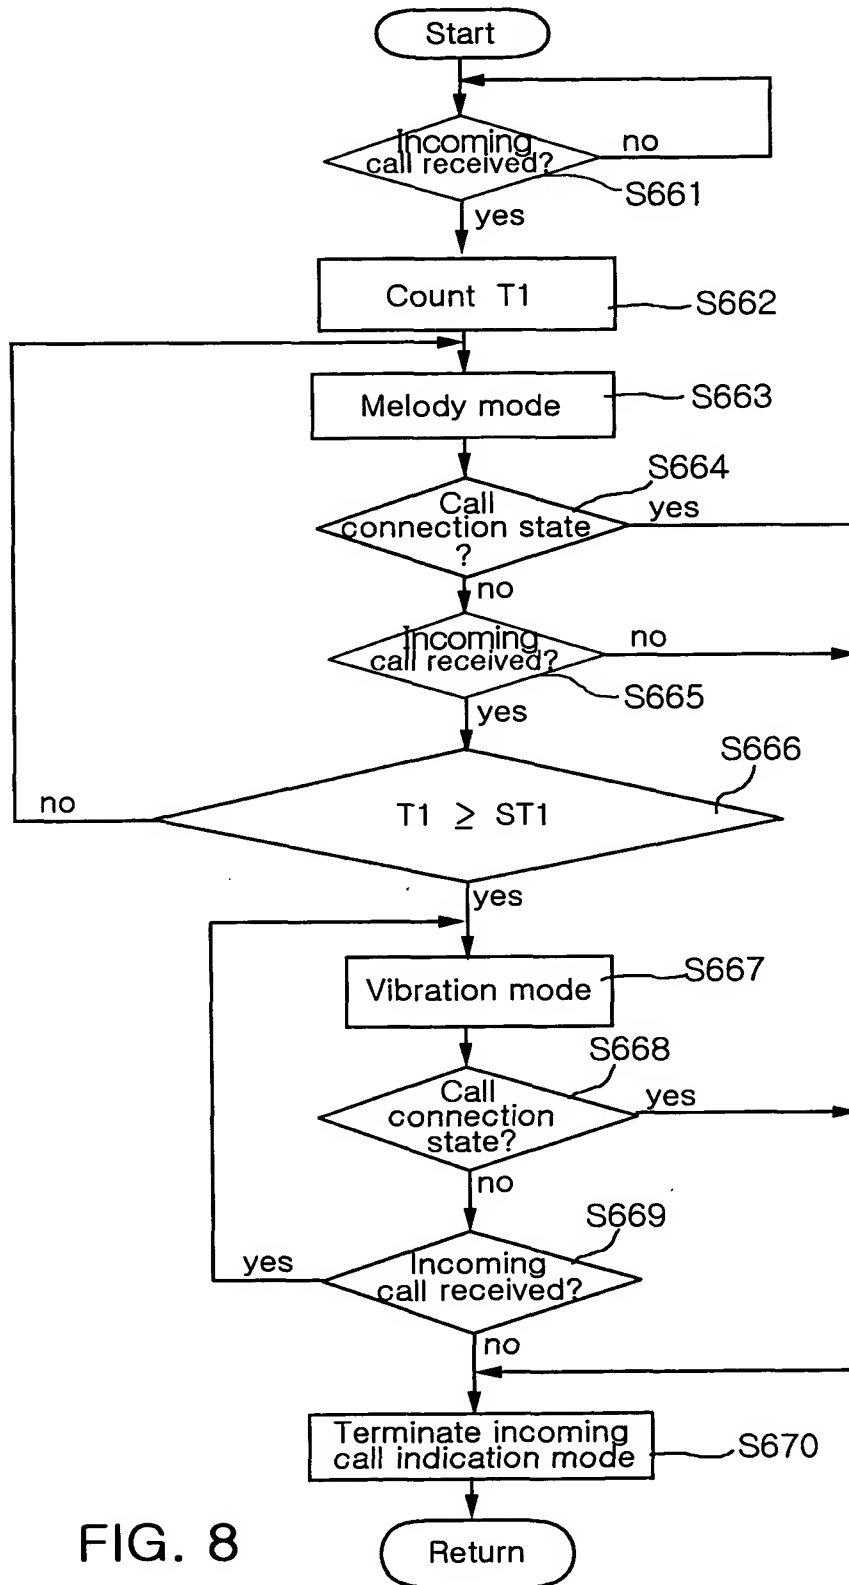 Start
Incoming
call received?
no
S661
yes
Count T1
S662
Melody mode
S663
S664
Call
connection state
?
yes
no
Incoming
call received?
no
S665
yes
S666
no
T1 ≥ ST1
yes
Vibration mode
S667
S668
Call
connection
state?
yes
no
S669
yes
Incoming
call received?
no
Terminate incoming
call indication mode
S670
FIG. 8
Return